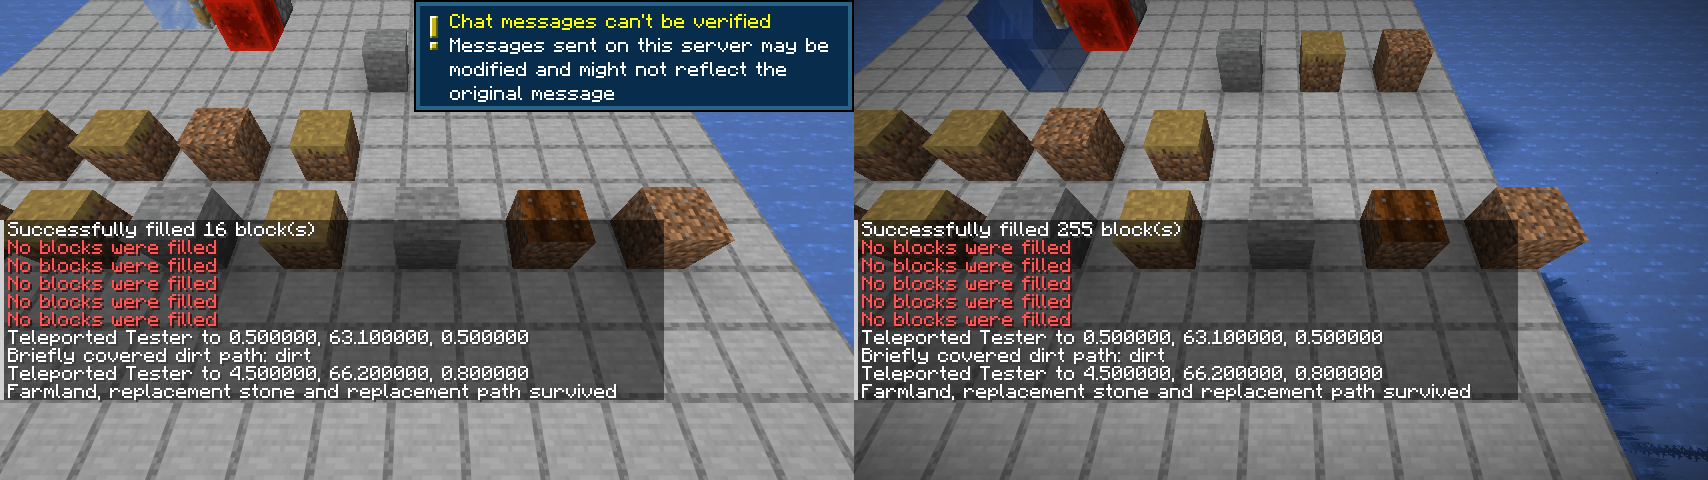 Chat messages can't be verified
Messages sent on this server may be
modified and might not reflect the
original message
Successfully filled 16 block(s)
No blocks were filled
No blocks were filled
No blocks were filled
No blocks were filled
No blocks were filled
Teleported Tester to 0.500000, 63.100000, 0.500000
Briefly covered dirt path: dirt
Teleported Tester to 4.500000, 66.200000, 0.800000
Farmland, replacement stone and replacement path survived
Successfully filled 255 block(s)
No blocks were filled
No blocks were filled
No blocks were filled
No blocks were filled
No blocks were filled
Teleported Tester to 0.500000, 63.100000, 0.500000
Briefly covered dirt path: dirt
Teleported Tester to 4.500000, 66.200000, 0.800000
Farmland, replacement stone and replacement path survived